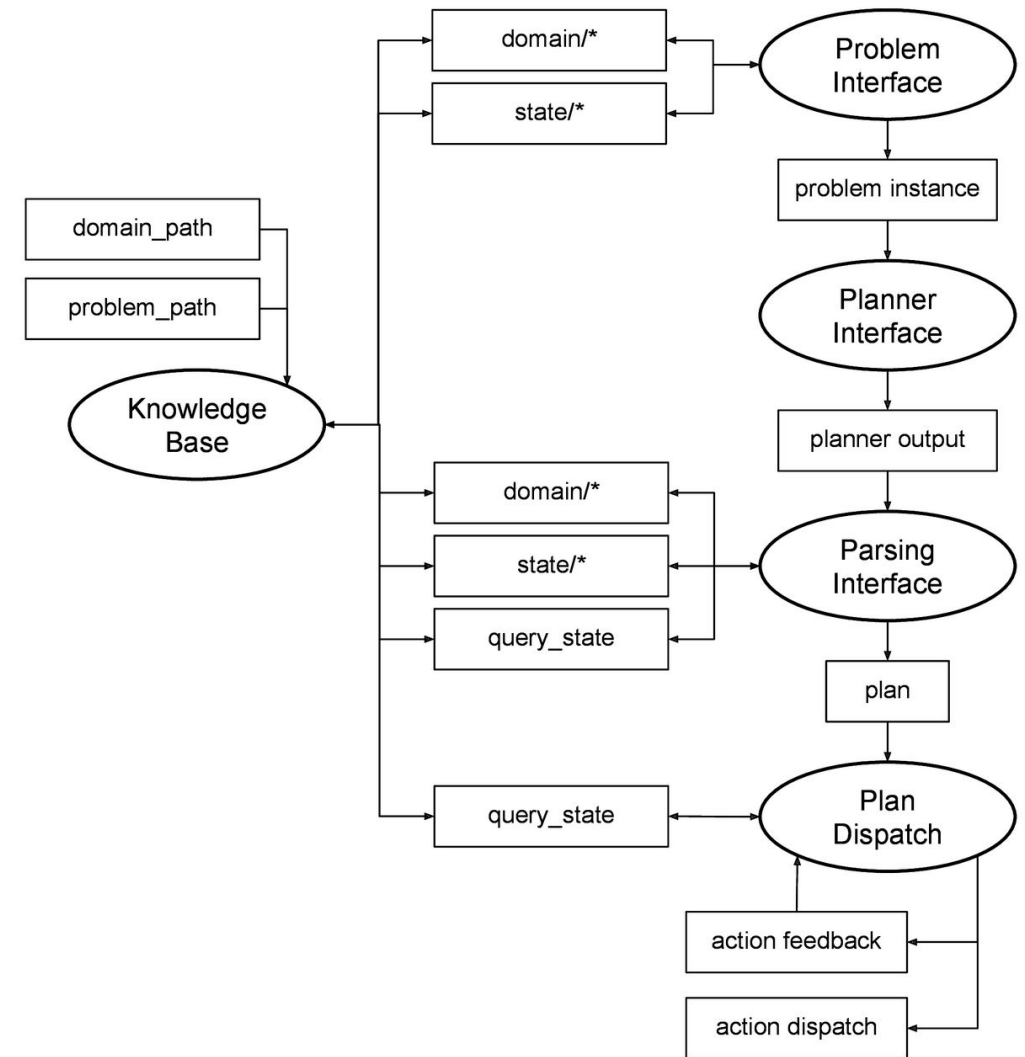 domain/*
Problem
Interface
state/*
problem instance
domain_path
problem_path
Planner
Interface
Knowledge
Base
planner output
domain/*
state/*
query_state
Parsing
Interface
plan
query_state
Plan
Dispatch
action feedback
action dispatch